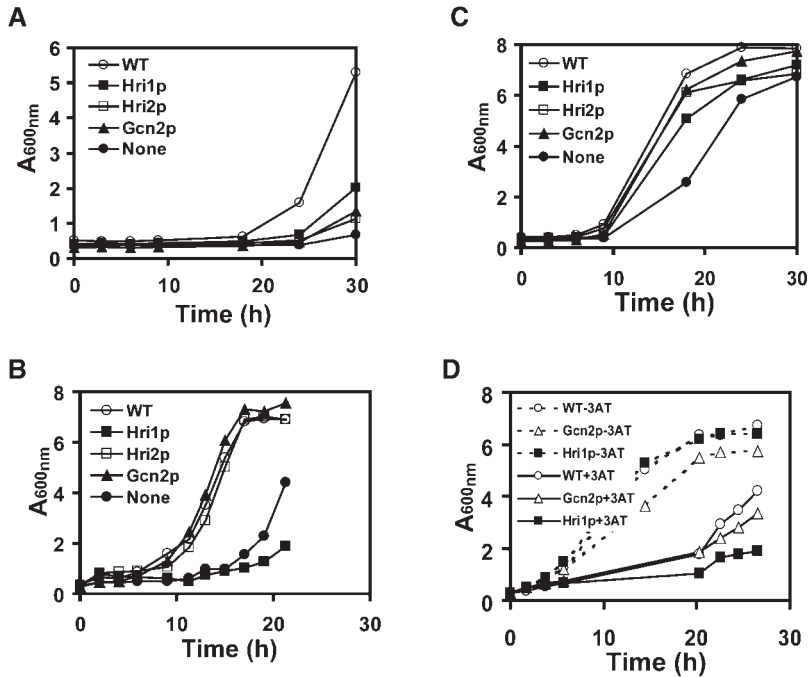 A
6
5
4
3
2
1
0
A600nm
WT
Hri1p
Hri2p
Gcn2p
None
0
10
20
30
Time (h)
C
8
6
4
2
0
A600nm
WT
Hri1p
Hri2p
Gcn2p
None
0
10
20
30
Time (h)
B
8
6
4
2
0
A600nm
WT
Hri1p
Hri2p
Gcn2p
None
0
10
20
30
Time (h)
D
8
6
4
2
0
A600nm
WT-3AT
Gcn2p-3AT
Hri1p-3AT
WT+3AT
Gcn2p+3AT
Hri1p+3AT
0
10
20
30
Time (h)